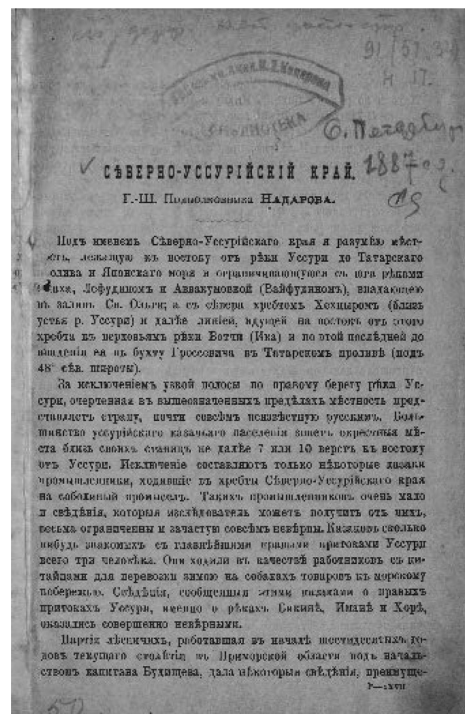 91(57.34)
С. Петербург
1887 г.
СѢВЕРНО-УССУРІЙСКІЙ КРАЙ.
Г.-Ш. Подполковника НАДАРОВА.
Подъ именемъ Сѣверно-Уссурійскаго края я разумѣю мѣст-
ность, лежащую къ востоку отъ рѣки Уссури до Татарскаго
пролива и Японскаго моря и ограничивающуюся съ юга рѣками
Лефудиномъ и Аввакумовкой (Вайфудиномъ), впадающею
въ заливъ Св. Ольги; а съ сѣвера хребтомъ Хехцыромъ (близъ
устья р. Уссури) и далѣе линіей, идущей на востокъ отъ этого
хребта къ верховьямъ рѣки Ботчи (Ика) и по этой послѣдней до
впаденія ея въ бухту Гроссовича въ Татарскомъ проливѣ (подъ
48° сѣв. широты).
За исключеніемъ узкой полосы по правому берегу рѣки Ус-
сури, очерченная въ вышеозначенныхъ предѣлахъ мѣстность пред-
ставляетъ страну, почти совсѣмъ неизвѣстную русскимъ. Боль-
шинство уссурійскаго казачьяго населенія знаетъ окрестныя мѣ-
ста близъ своихъ станицъ не далѣе 7 или 10 верстъ къ востоку
отъ Уссури. Исключеніе составляютъ только нѣкоторые казаки
промышленники, ходившіе въ хребты Сѣверно-Уссурійскаго края
на соболиный промыселъ. Такихъ промышленниковъ очень мало
и свѣдѣнія, которыя изслѣдователь можетъ получить отъ нихъ,
весьма ограниченны и зачастую совсѣмъ невѣрны. Казаковъ сколько
нибудь знакомыхъ съ главнѣйшими правыми притоками Уссури
всего три человѣка. Они ходили въ качествѣ работниковъ съ ки-
тайцами для перевозки зимою на собакахъ товаровъ къ морскому
побережью. Свѣдѣнія, сообщенныя этими казаками о правыхъ
притокахъ Уссури, именно о рѣкахъ Бикинѣ, Иманѣ и Хорѣ,
оказались совершенно невѣрными.
Партія лѣсничихъ, работавшая въ началѣ шестидесятыхъ го-
довъ текущаго столѣтія въ Приморской области подъ началь-
ствомъ капитана Будищева, дала нѣкоторыя свѣдѣнія, преимуще-